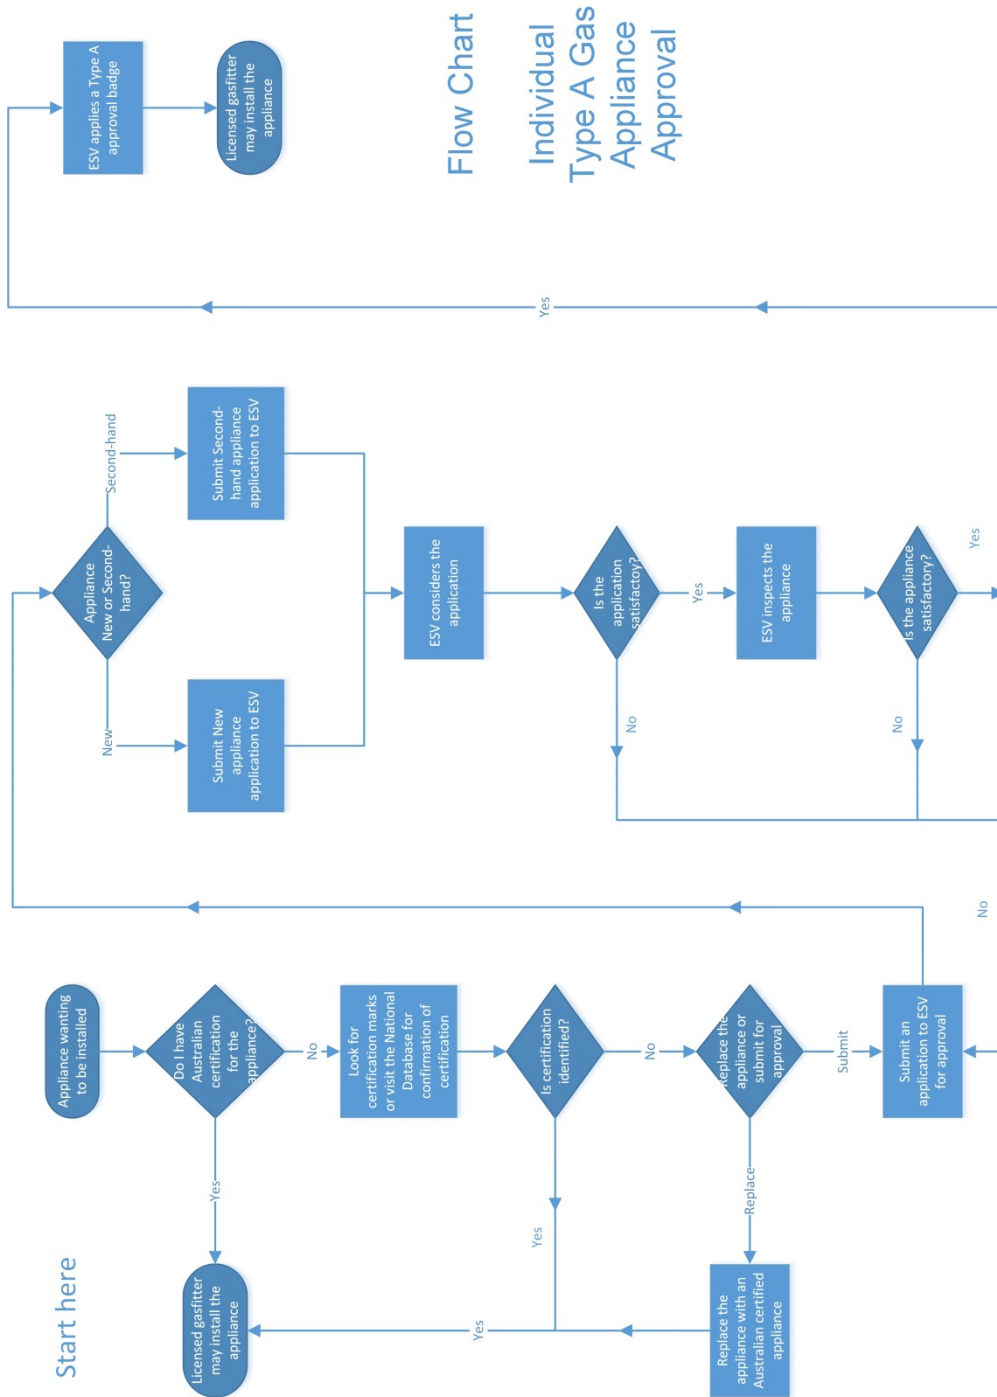 Start here
Appliance wanting
to be installed
Do I have
Australian
certification
for the
appliance?
Yes
Licensed gasfitter
may install the
appliance
No
Look for
certification marks
or visit the National
Database for
confirmation of
certification
Is certification
identified?
Yes
Yes
No
Replace the
appliance or
submit for
approval
Replace
Replace the
appliance with an
Australian certified
appliance
Submit
Submit an
application to ESV
for approval
No
Appliance
New or Second-
hand?
New
Second-hand
Submit New
appliance
application to ESV
Submit Second-
hand appliance
application to ESV
ESV considers the
application
Is the
application
satisfactoy?
No
Yes
ESV inspects the
appliance
Is the appliance
satisfactory?
No
Yes
Yes
ESV applies a Type A
approval badge
Licensed gasfitter
may install the
appliance
Flow Chart
Individual
Type A Gas
Appliance
Approval